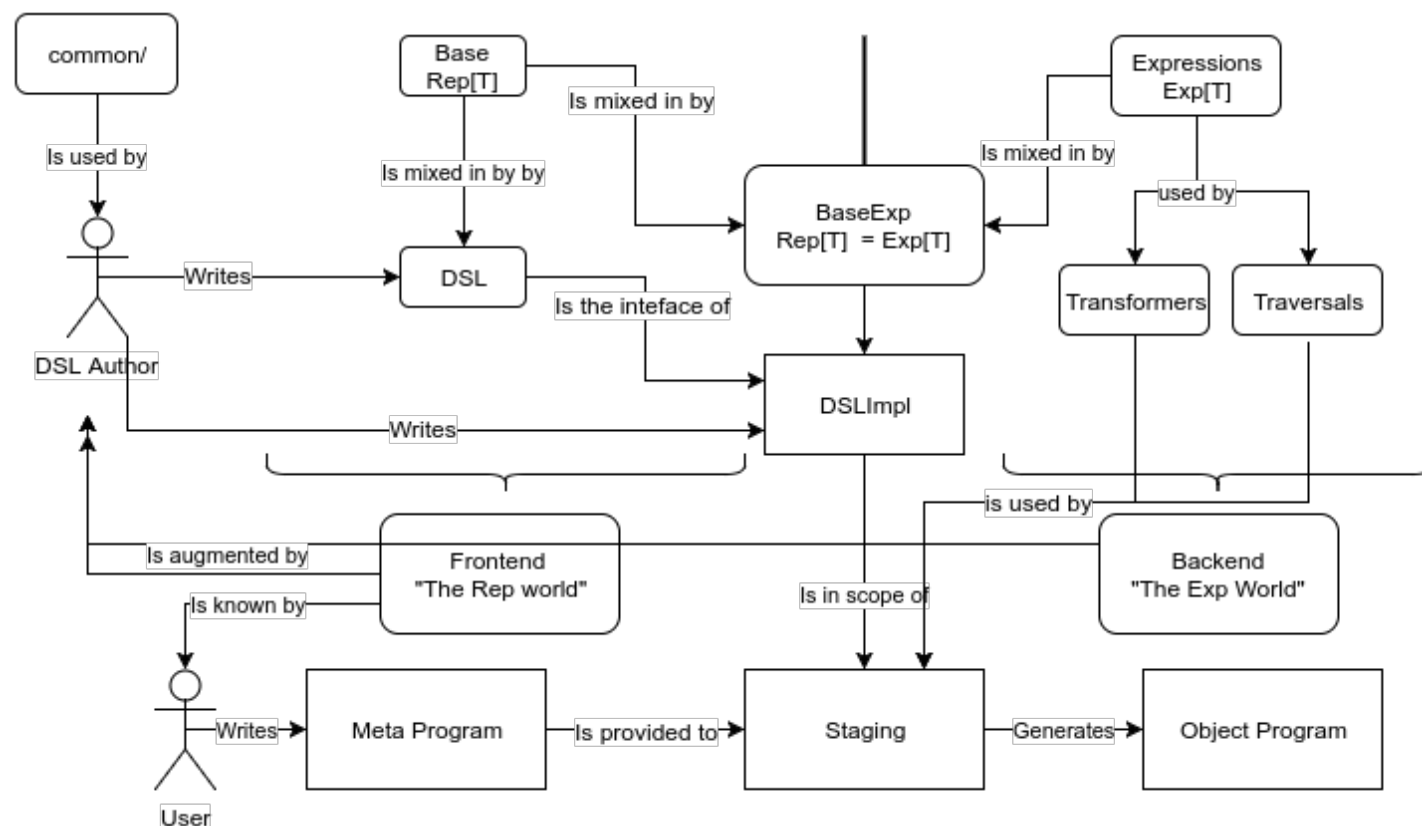 common/
Base
Rep[T]
Expressions
Exp[T]
Is mixed in by
Is used by
Is mixed in by by
Is mixed in by
used by
BaseExp
Rep[T] = Exp[T]
Writes
DSL
Is the inteface of
Transformers
Traversals
DSL Author
DSLImpl
Writes
is used by
Is augmented by
Frontend
"The Rep world"
Backend
"The Exp World"
Is known by
Is in scope of
Writes
Meta Program
Is provided to
Staging
Generates
Object Program
User